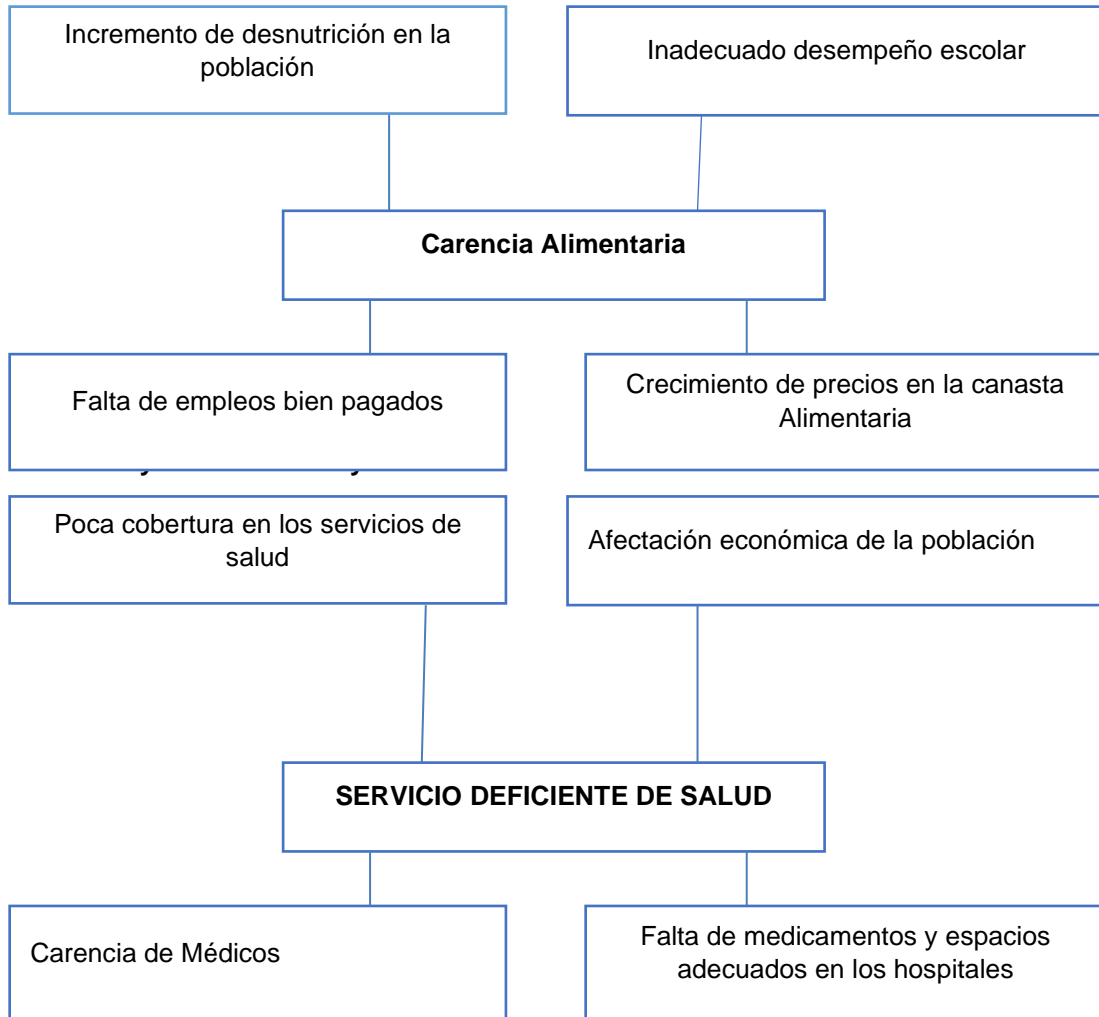 Incremento de desnutrición en la
población
Inadecuado desempeño escolar
Carencia Alimentaria
Falta de empleos bien pagados
Crecimiento de precios en la canasta
Alimentaria
Poca cobertura en los servicios de
salud
Afectación económica de la población
SERVICIO DEFICIENTE DE SALUD
Carencia de Médicos
Falta de medicamentos y espacios
adecuados en los hospitales